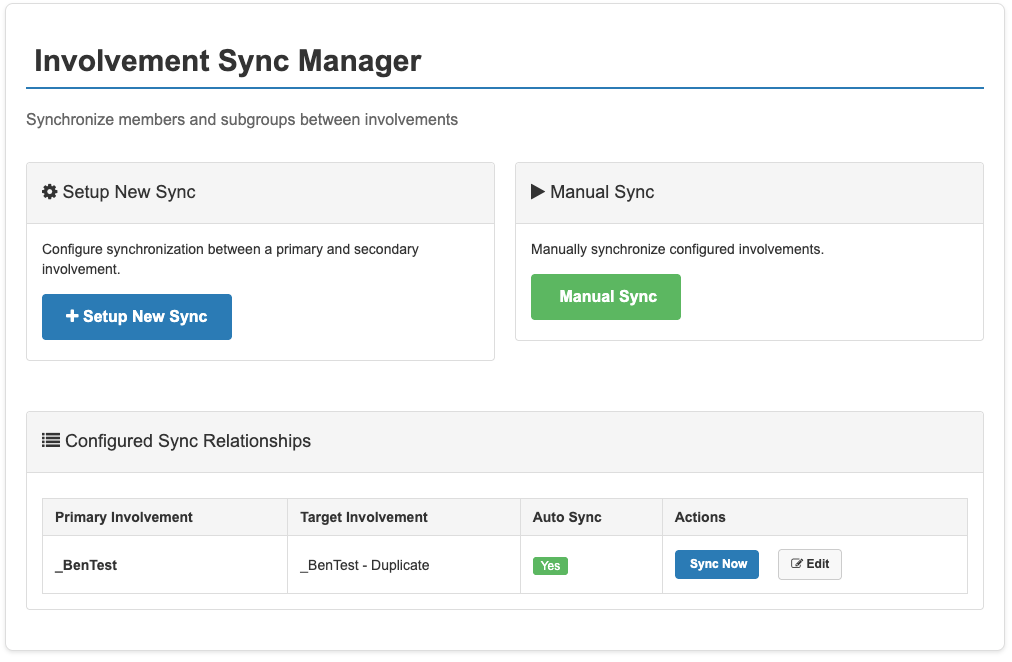 Involvement Sync Manager
Synchronize members and subgroups between involvements
Setup New Sync
Manual Sync
Configure synchronization between a primary and secondary
involvement.
Manually synchronize configured involvements.
Setup New Sync
Manual Sync
Configured Sync Relationships
Primary Involvement Target Involvement Auto Sync Actions
_BenTest _BenTest - Duplicate Yes Sync Now Edit